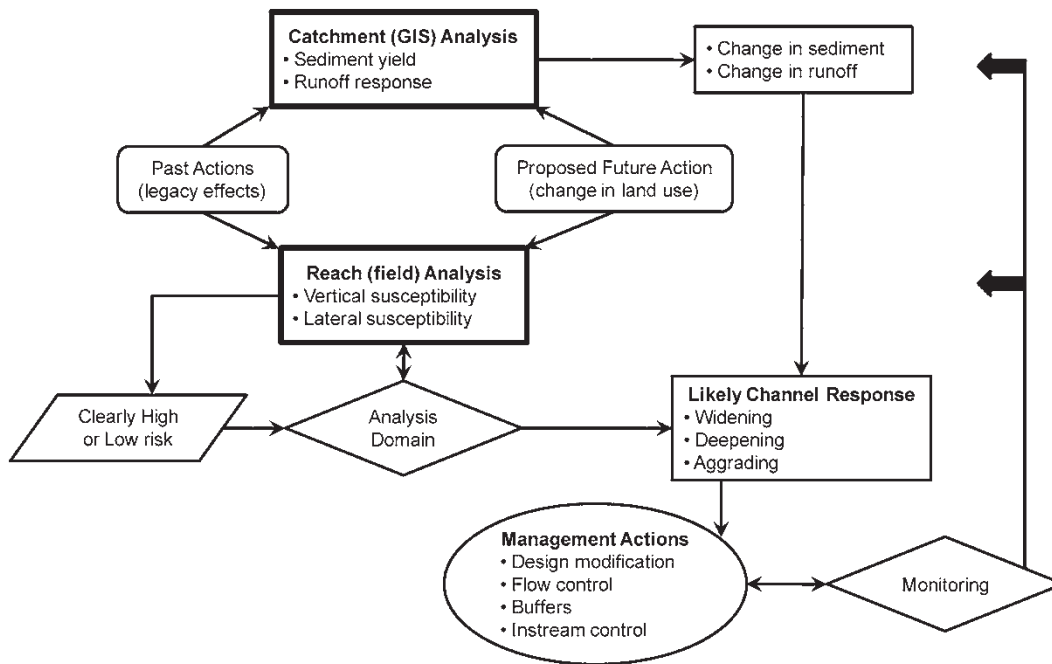 Catchment (GIS) Analysis
• Sediment yield
• Runoff response
• Change in sediment
• Change in runoff
Past Actions
(legacy effects)
Proposed Future Action
(change in land use)
Reach (field) Analysis
• Vertical susceptibility
• Lateral susceptibility
Clearly High
or Low risk
Analysis
Domain
Likely Channel Response
• Widening
• Deepening
• Aggrading
Management Actions
• Design modification
• Flow control
• Buffers
• Instream control
Monitoring